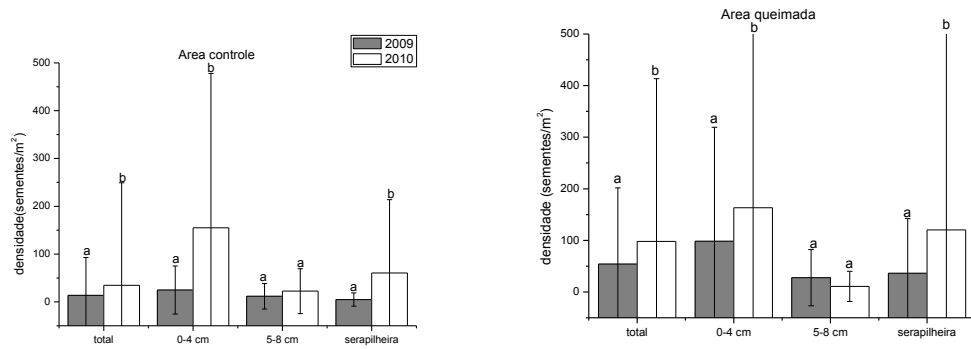 Area controle
2009
2010
densidade(sementes/m²)
500
400
300
200
100
0
a
b
a
b
a
a
a
b
total
0-4 cm
5-8 cm
serapilheira
Area queimada
densidade (sementes/m²)
500
400
300
200
100
0
a
b
a
b
a
a
a
b
total
0-4 cm
5-8 cm
serapilheira